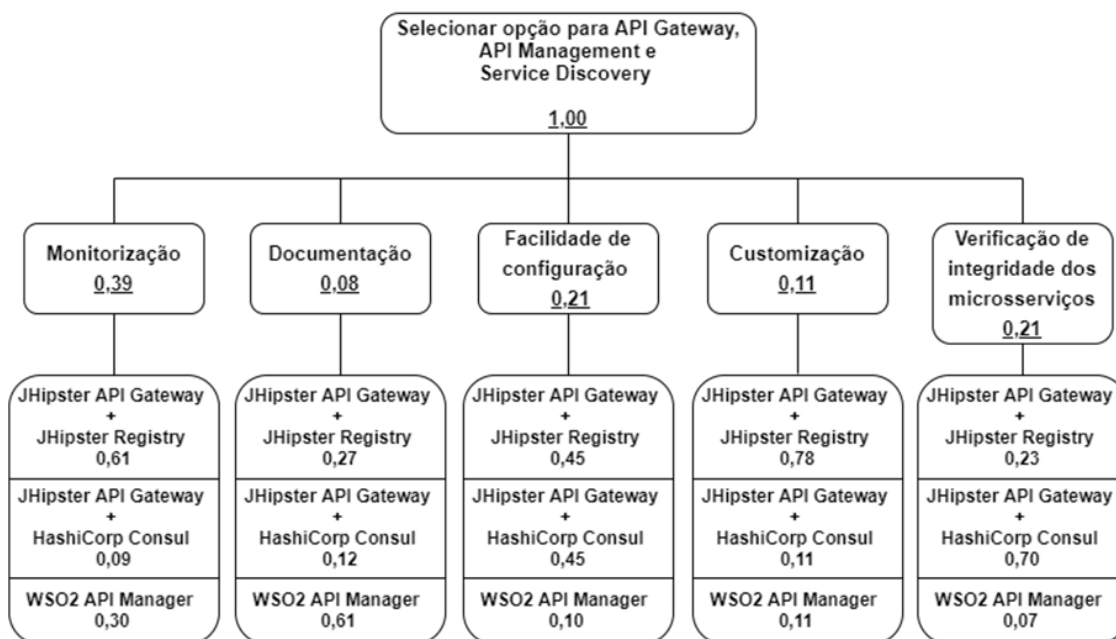 Selecionar opção para API Gateway,
API Management e
Service Discovery
1,00
Monitorização
0,39
Documentação
0,08
Facilidade de
configuração
0,21
Customização
0,11
Verificação de
integridade dos
microsserviços
0,21
JHipster API Gateway
+
JHipster Registry
0,61
JHipster API Gateway
+
HashiCorp Consul
0,09
WSO2 API Manager
0,30
JHipster API Gateway
+
JHipster Registry
0,27
JHipster API Gateway
+
HashiCorp Consul
0,12
WSO2 API Manager
0,61
JHipster API Gateway
+
JHipster Registry
0,45
JHipster API Gateway
+
HashiCorp Consul
0,45
WSO2 API Manager
0,10
JHipster API Gateway
+
JHipster Registry
0,78
JHipster API Gateway
+
HashiCorp Consul
0,11
WSO2 API Manager
0,11
JHipster API Gateway
+
JHipster Registry
0,23
JHipster API Gateway
+
HashiCorp Consul
0,70
WSO2 API Manager
0,07